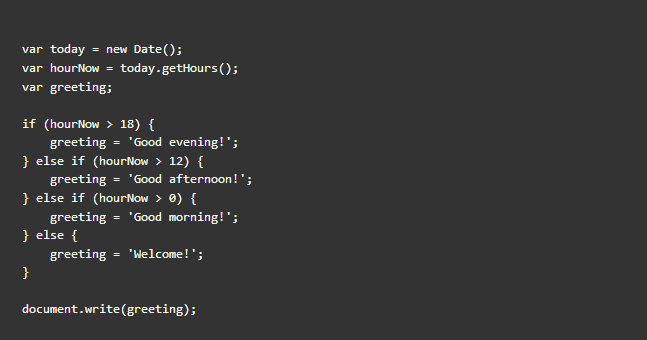 var today = new Date();
var hourNow = today.getHours();
var greeting;

if (hourNow > 18) {
    greeting = 'Good evening!';
} else if (hourNow > 12) {
    greeting = 'Good afternoon!';
} else if (hourNow > 0) {
    greeting = 'Good morning!';
} else {
    greeting = 'Welcome!';
}

document.write(greeting);